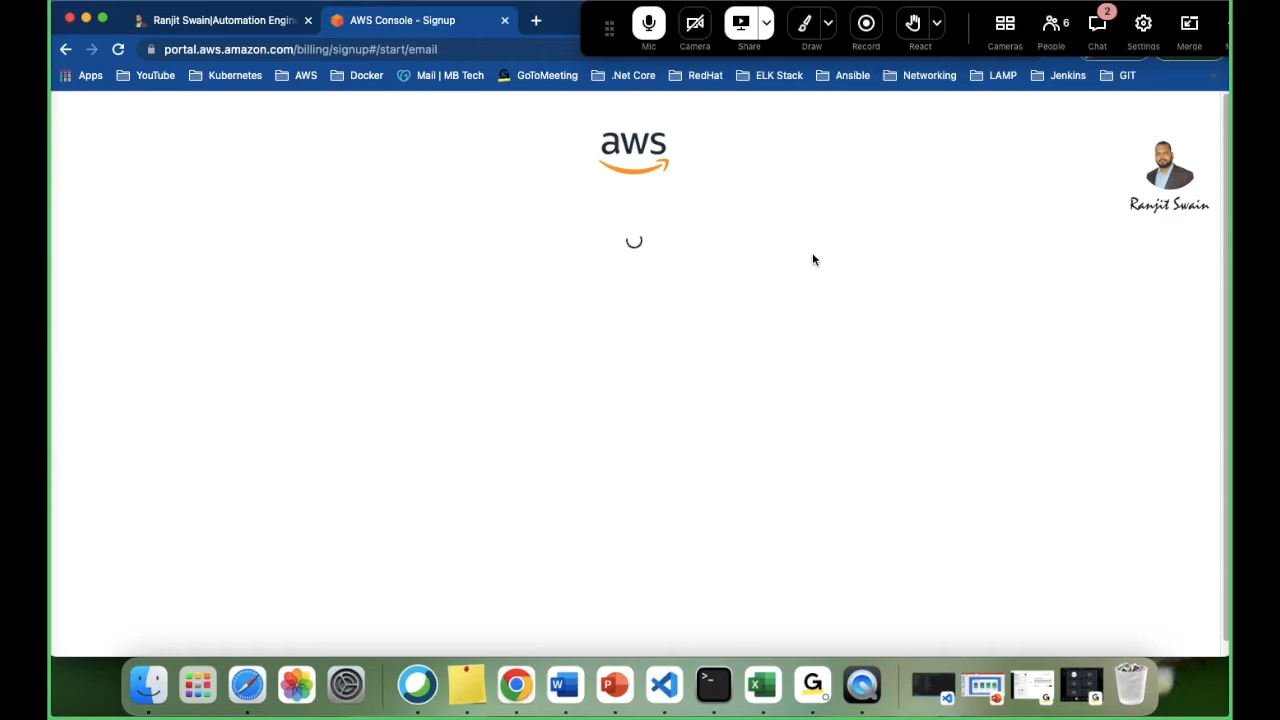 Ranjit Swain|Automation Engin
AWS Console - Signup
Mic
Camera
Share
Draw
Record
React
Cameras
6
People
2
Chat
Settings
Merge
portal.aws.amazon.com/billing/signup#/start/email
Apps
YouTube
Kubernetes
AWS
Docker
Mail | MB Tech
GoToMeeting
.Net Core
RedHat
ELK Stack
Ansible
Networking
LAMP
Jenkins
GIT
aws
Ranjit Swain